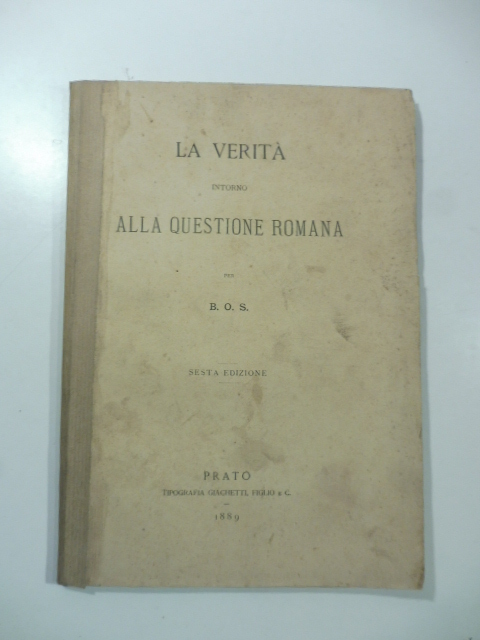 LA VERITÀ
INTORNO
ALLA QUESTIONE ROMANA
PER
B. O. S.
SESTA EDIZIONE
PRATO
TIPOGRAFIA GIACHETTI, FIGLIO e C.
1889